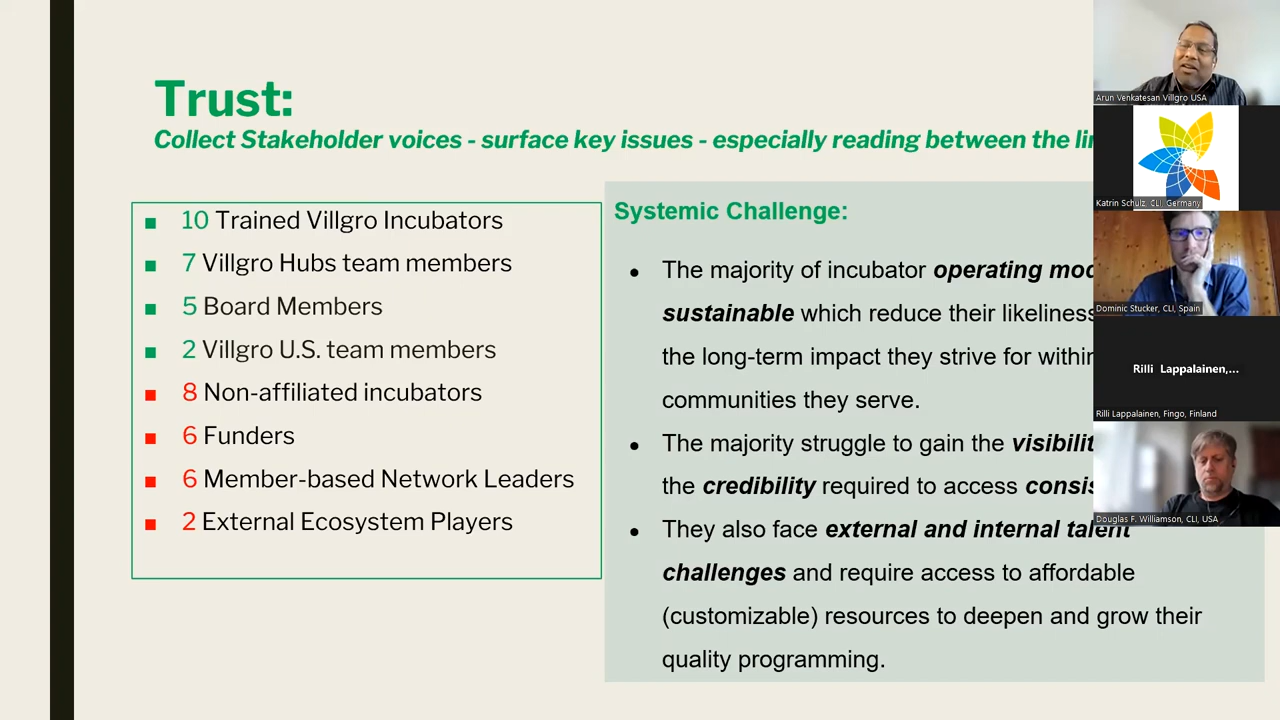 Trust:
Collect Stakeholder voices - surface key issues - especially reading between the
10 Trained Villgro Incubators
7 Villgro Hubs team members
5 Board Members
2 Villgro U.S. team members
8 Non-affiliated incubators
6 Funders
6 Member-based Network Leaders
2 External Ecosystem Players
Systemic Challenge:
The majority of incubator operating
sustainable which reduce their likeliness
the long-term impact they strive for
communities they serve.
The majority struggle to gain the
the credibility required to access
They also face external and internal talent
challenges and require access to affordable
(customizable) resources to deepen and grow their
quality programming.
Arun Venkatesan Villgro USA
Katrin Schulz, CLI, Germany
Dominic Stucker, CLI, Spain
Rilli Lappalainen,...
Rilli Lappalainen, Fingo, Finland
Douglas F. Williamson, CLI, USA